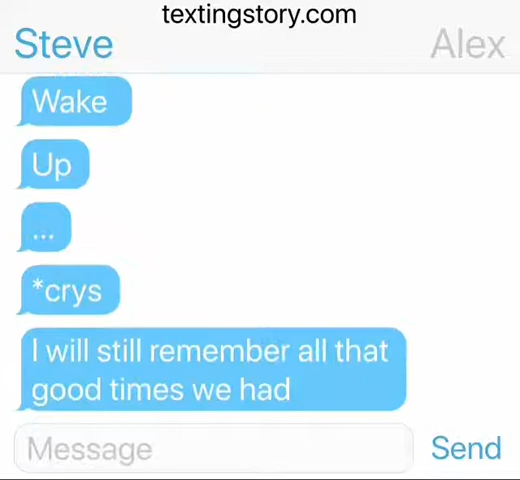 textingstory.com
Steve
Alex
Wake
Up
...
*crys
I will still remember all that
good times we had
Message
Send